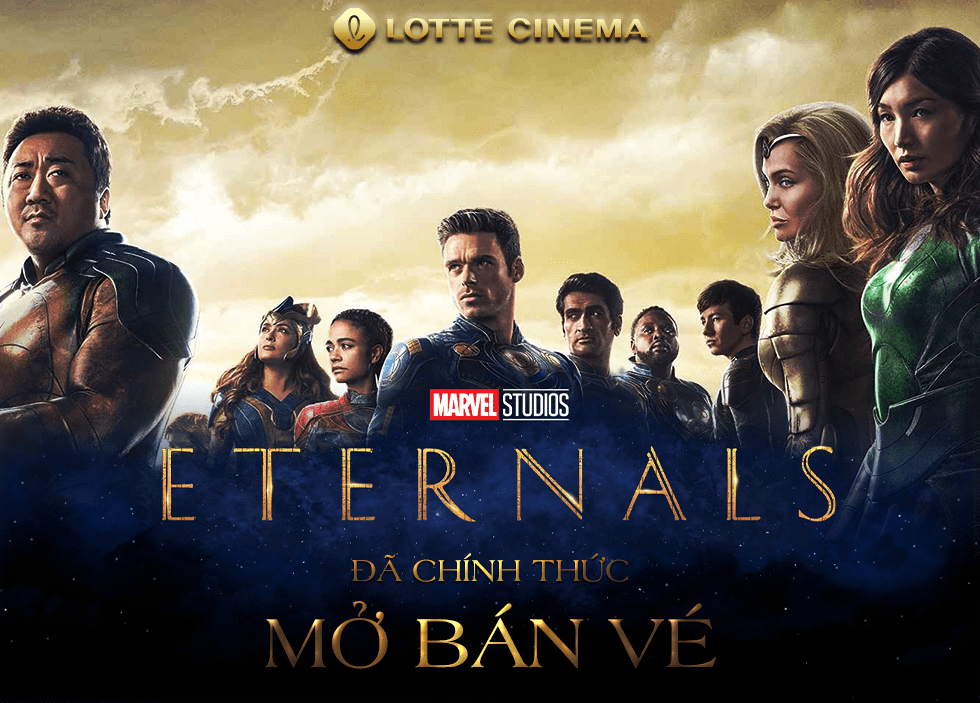 LOTTE CINEMA
MARVEL STUDIOS
ETERNALS
ĐÃ CHÍNH THỨC
MỞ BÁN VÉ